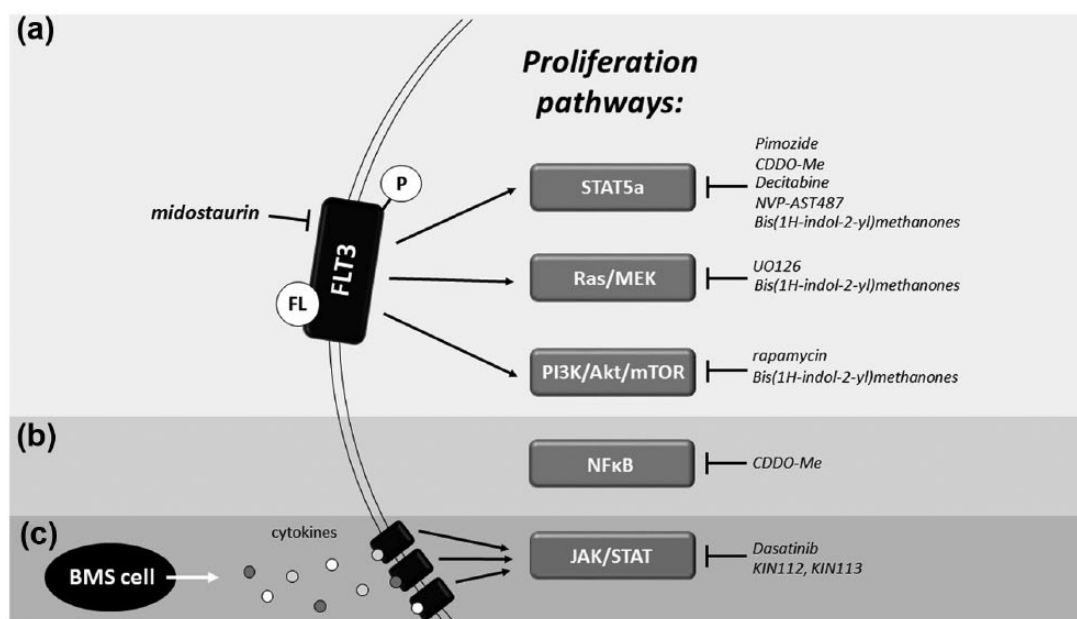 (a)
Proliferation
pathways:
midostaurin
P
FLT3
FL
STAT5a
Pimozide
CDDO-Me
Decitabine
NVP-AST487
Bis(1H-indol-2-yl)methanones
Ras/MEK
UO126
Bis(1H-indol-2-yl)methanones
PI3K/Akt/mTOR
rapamycin
Bis(1H-indol-2-yl)methanones
(b)
NFκB
CDDO-Me
(c)
cytokines
BMS cell
JAK/STAT
Dasatinib
KIN112, KIN113